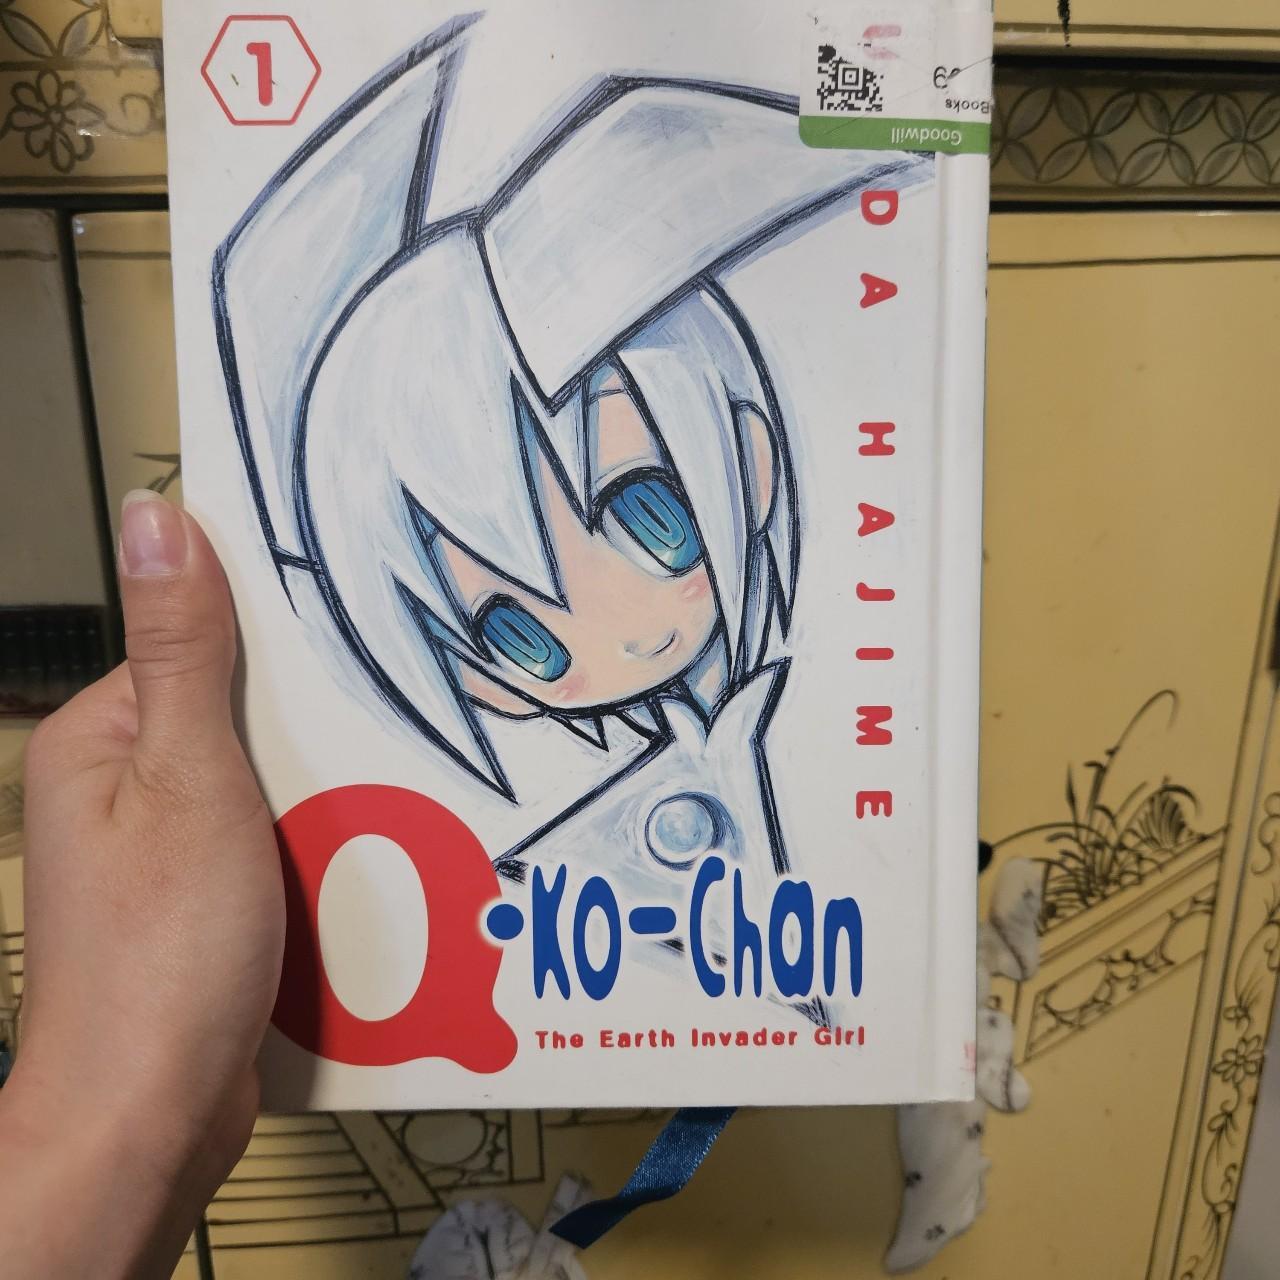 1
Books
Goodwill
U
DA HAJIME
Q·KO-Chan
The Earth Invader Girl